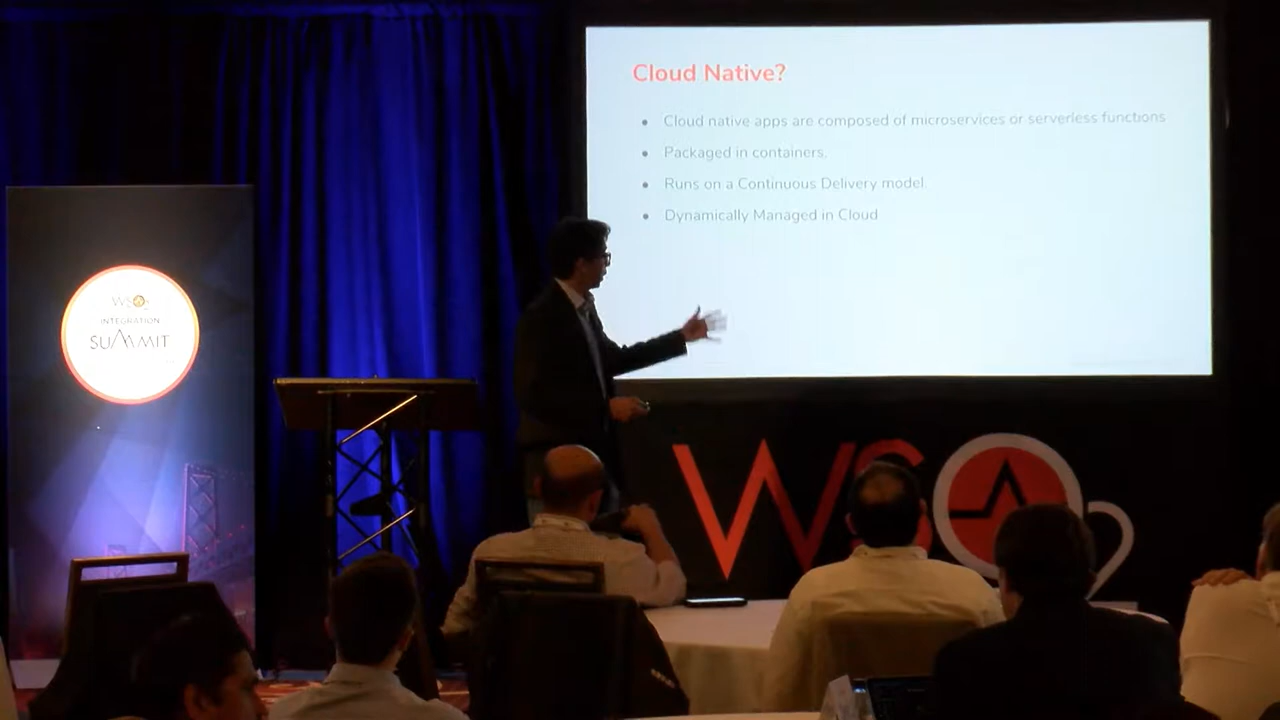 Cloud Native?
• Cloud native apps are composed of microservices or serverless functions
• Packaged in containers.
• Runs on a Continuous Delivery model.
• Dynamically Managed in Cloud
WSO2
INTEGRATION
SUMMIT
WSO2